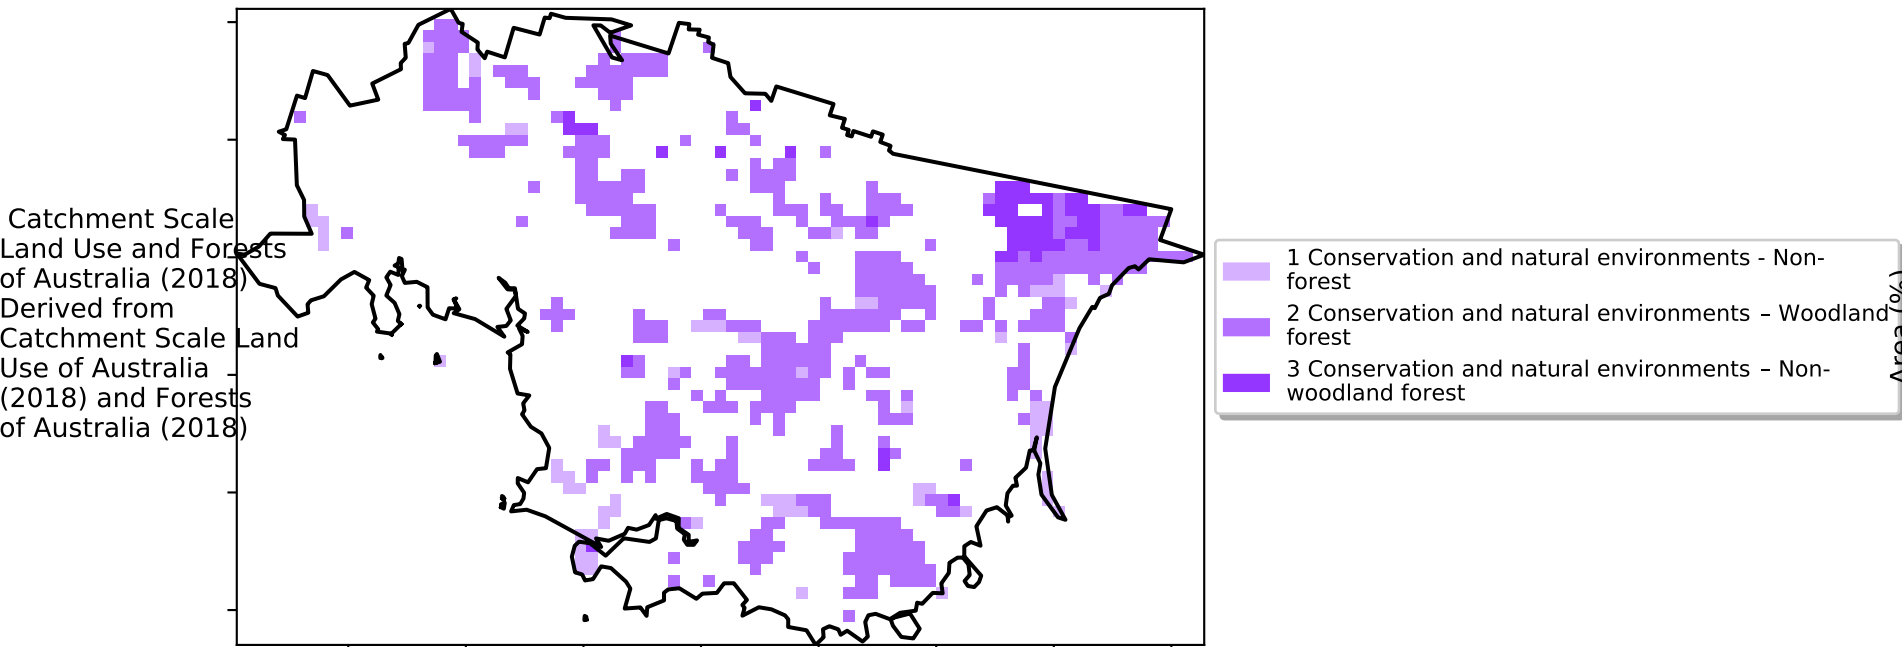 Catchment Scale
Land Use and Forests
of Australia (2018)
Derived from
Catchment Scale Land
Use of Australia
(2018) and Forests
of Australia (2018)
1 Conservation and natural environments - Non-
forest
2 Conservation and natural environments – Woodland
forest
3 Conservation and natural environments – Non-
woodland forest
Area (%)